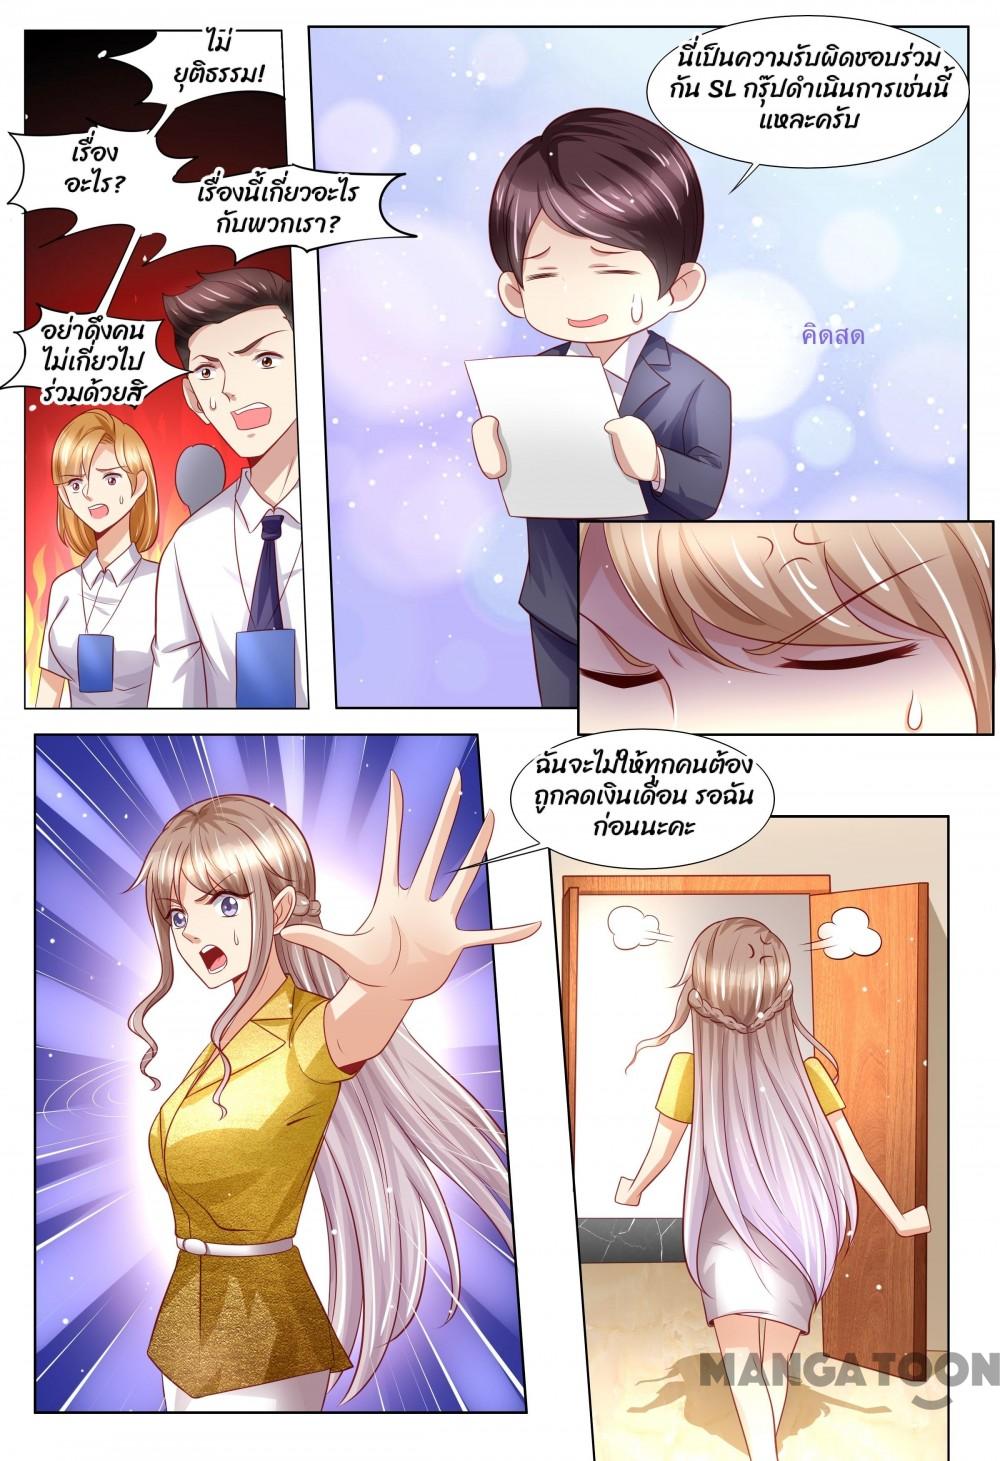 ไม่
ยุติธรรม!
เรื่อง
อะไร?
เรื่องนี้เกี่ยวอะไร
กับพวกเรา?
อย่าดึงคน
ไม่เกี่ยวไป
ร่วมด้วยสิ
นี่เป็นความรับผิดชอบร่วม
กัน SL กรุ๊ปดำเนินการเช่นนี้
แหละครับ
คิดสด
ฉันจะไม่ให้ทุกคนต้อง
ถูกลดเงินเดือน รอฉัน
ก่อนนะคะ
MANGATOON